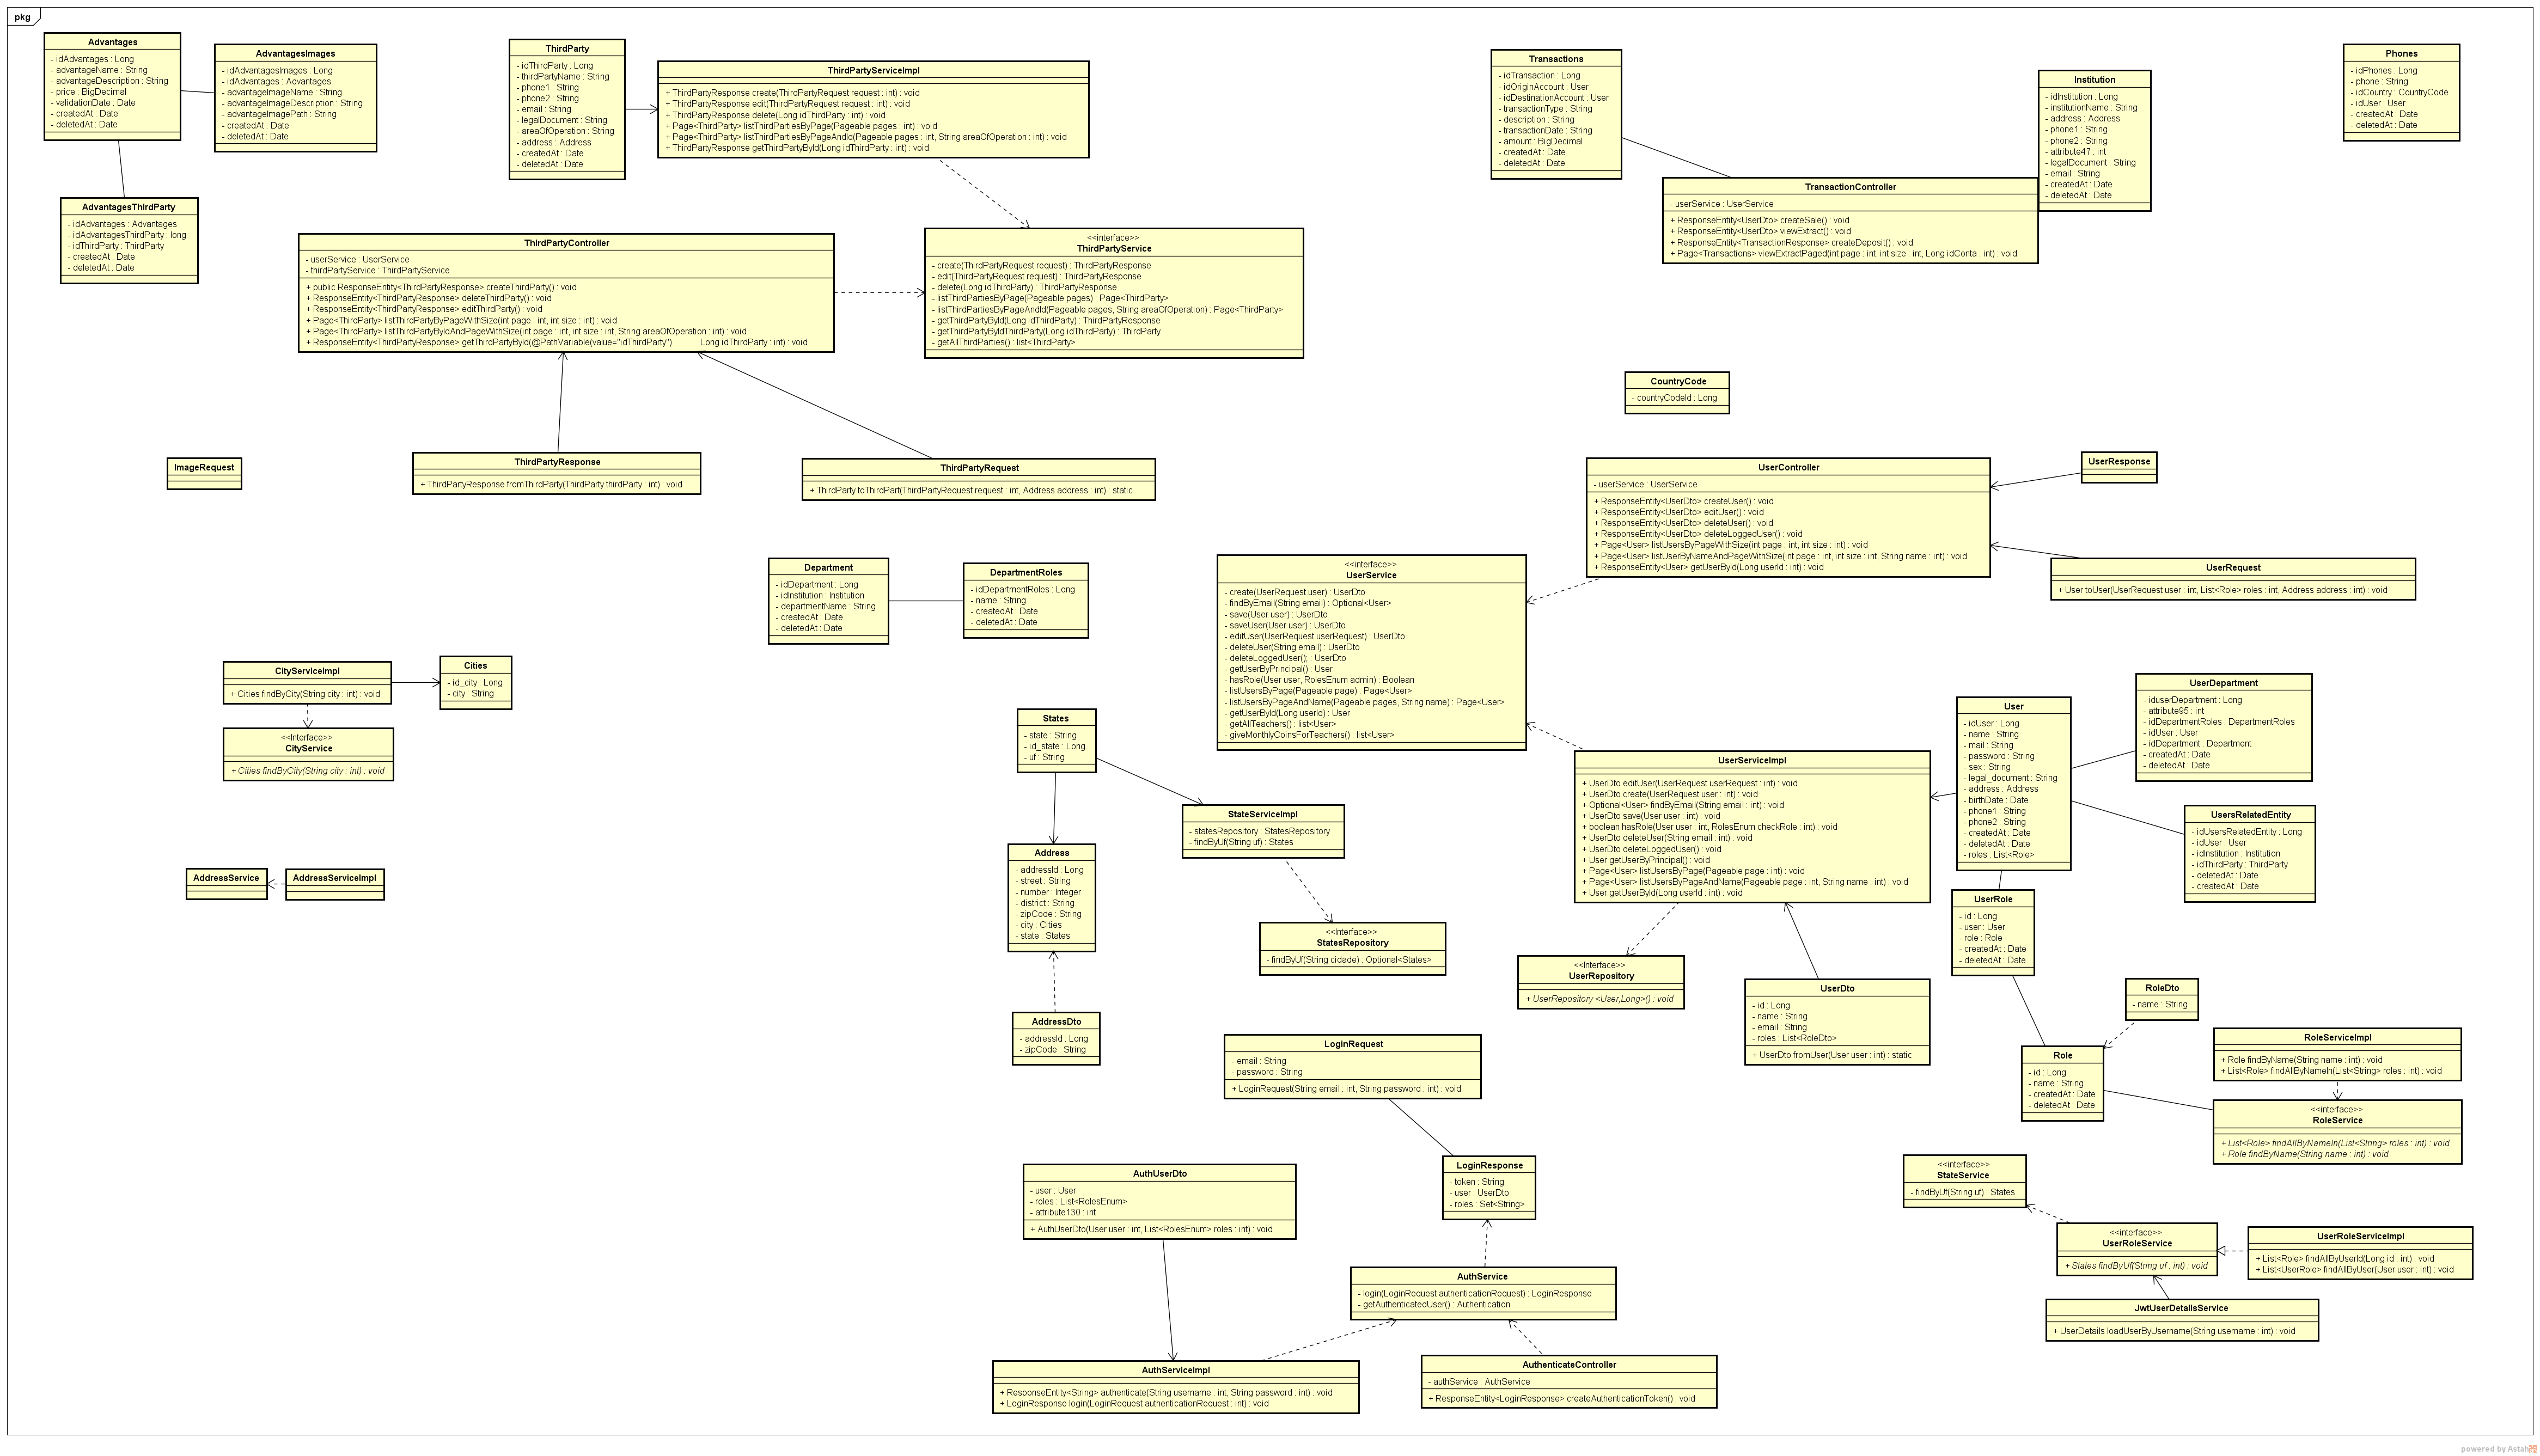 pkg
Advantages
- idAdvantages : Long
- advantageName : String
- advantageDescription : String
- price : BigDecimal
- validationDate : Date
- createdAt : Date
- deletedAt : Date
AdvantagesImages
- idAdvantagesImages : Long
- idAdvantages : Advantages
- advantageImageName : String
- advantageImageDescription : String
- advantageImagePath : String
- createdAt : Date
- deletedAt : Date
AdvantagesThirdParty
- idAdvantages : Advantages
- idAdvantagesThirdParty : long
- idThirdParty : ThirdParty
- createdAt : Date
- deletedAt : Date
ThirdParty
- idThirdParty : Long
- thirdPartyName : String
- phone1 : String
- phone2 : String
- email : String
- legalDocument : String
- areaOfOperation : String
- address : Address
- createdAt : Date
- deletedAt : Date
ThirdPartyServiceImpl
+ ThirdPartyResponse create(ThirdPartyRequest request : int) : void
+ ThirdPartyResponse edit(ThirdPartyRequest request : int) : void
+ ThirdPartyResponse delete(Long idThirdParty : int) : void
+ Page<ThirdParty> listThirdPartiesByPage(Pageable pages : int) : void
+ Page<ThirdParty> listThirdPartiesByPageAndId(Pageable pages : int, String areaOfOperation : int) : void
+ ThirdPartyResponse getThirdPartyById(Long idThirdParty : int) : void
Transactions
- idTransaction : Long
- idOriginAccount : User
- idDestinationAccount : User
- transactionType : String
- description : String
- transactionDate : String
- amount : BigDecimal
- createdAt : Date
- deletedAt : Date
Institution
- idInstitution : Long
- institutionName : String
- address : Address
- phone1 : String
- phone2 : String
- attribute47 : int
- legalDocument : String
- email : String
- createdAt : Date
- deletedAt : Date
Phones
- idPhones : Long
- phone : String
- idCountry : CountryCode
- idUser : User
- createdAt : Date
- deletedAt : Date
TransactionController
- userService : UserService
+ ResponseEntity<UserDto> createSale() : void
+ ResponseEntity<UserDto> viewExtract() : void
+ ResponseEntity<TransactionResponse> createDeposit() : void
+ Page<Transactions> viewExtractPaged(int page : int, int size : int, Long idConta : int) : void
ThirdPartyController
- userService : UserService
- thirdPartyService : ThirdPartyService
+ public ResponseEntity<ThirdPartyResponse> createThirdParty() : void
+ ResponseEntity<ThirdPartyResponse> deleteThirdParty() : void
+ ResponseEntity<ThirdPartyResponse> editThirdParty() : void
+ Page<ThirdParty> listThirdPartyByPageWithSize(int page : int, int size : int) : void
+ Page<ThirdParty> listThirdPartyByIdAndPageWithSize(int page : int, int size : int, String areaOfOperation : int) : void
+ ResponseEntity<ThirdPartyResponse> getThirdPartyById(@PathVariable(value="idThirdParty") Long idThirdParty : int) : void
<<interface>>
ThirdPartyService
- create(ThirdPartyRequest request) : ThirdPartyResponse
- edit(ThirdPartyRequest request) : ThirdPartyResponse
- delete(Long idThirdParty) : ThirdPartyResponse
- listThirdPartiesByPage(Pageable pages) : Page<ThirdParty>
- listThirdPartiesByPageAndId(Pageable pages, String areaOfOperation) : Page<ThirdParty>
- getThirdPartyById(Long idThirdParty) : ThirdPartyResponse
- getThirdPartyByIdThirdParty(Long idThirdParty) : ThirdParty
- getAllThirdParties() : list<ThirdParty>
CountryCode
- countryCodeId : Long
ImageRequest
ThirdPartyResponse
+ ThirdPartyResponse fromThirdParty(ThirdParty thirdParty : int) : void
ThirdPartyRequest
+ ThirdParty toThirdPart(ThirdPartyRequest request : int, Address address : int) : static
UserController
- userService : UserService
+ ResponseEntity<UserDto> createUser() : void
+ ResponseEntity<UserDto> editUser() : void
+ ResponseEntity<UserDto> deleteUser() : void
+ ResponseEntity<UserDto> deleteLoggedUser() : void
+ Page<User> listUsersByPageWithSize(int page : int, int size : int) : void
+ Page<User> listUserByNameAndPageWithSize(int page : int, int size : int, String name : int) : void
+ ResponseEntity<User> getUserById(Long userId : int) : void
UserResponse
UserRequest
+ User toUser(UserRequest user : int, List<Role> roles : int, Address address : int) : void
Department
- idDepartment : Long
- idInstitution : Institution
- departmentName : String
- createdAt : Date
- deletedAt : Date
DepartmentRoles
- idDepartmentRoles : Long
- name : String
- createdAt : Date
- deletedAt : Date
<<interface>>
UserService
- create(UserRequest user) : UserDto
- findByEmail(String email) : Optional<User>
- save(User user) : UserDto
- saveUser(User user) : UserDto
- editUser(UserRequest userRequest) : UserDto
- deleteUser(String email) : UserDto
- deleteLoggedUser(); : UserDto
- getUserByPrincipal() : User
- hasRole(User user, RolesEnum admin) : Boolean
- listUsersByPage(Pageable page) : Page<User>
- listUsersByPageAndName(Pageable pages, String name) : Page<User>
- getUserById(Long userId) : User
- getAllTeachers() : list<User>
- giveMonthlyCoinsForTeachers() : list<User>
CityServiceImpl
+ Cities findByCity(String city : int) : void
Cities
- id_city : Long
- city : String
<<Interface>>
CityService
+ Cities findByCity(String city : int) : void
States
- state : String
- id_state : Long
- uf : String
User
- idUser : Long
- name : String
- mail : String
- password : String
- sex : String
- legal_document : String
- address : Address
- birthDate : Date
- phone1 : String
- phone2 : String
- createdAt : Date
- deletedAt : Date
- roles : List<Role>
UserDepartment
- iduserDepartment : Long
- attribute95 : int
- idDepartmentRoles : DepartmentRoles
- idUser : User
- idDepartment : Department
- createdAt : Date
- deletedAt : Date
UserServiceImpl
+ UserDto editUser(UserRequest userRequest : int) : void
+ UserDto create(UserRequest user : int) : void
+ Optional<User> findByEmail(String email : int) : void
+ UserDto save(User user : int) : void
+ boolean hasRole(User user : int, RolesEnum checkRole : int) : void
+ UserDto deleteUser(String email : int) : void
+ UserDto deleteLoggedUser() : void
+ User getUserByPrincipal() : void
+ Page<User> listUsersByPage(Pageable page : int) : void
+ Page<User> listUsersByPageAndName(Pageable page : int, String name : int) : void
+ User getUserById(Long userId : int) : void
StateServiceImpl
- statesRepository : StatesRepository
- findByUf(String uf) : States
UsersRelatedEntity
- idUsersRelatedEntity : Long
- idUser : User
- idInstitution : Institution
- idThirdParty : ThirdParty
- deletedAt : Date
- createdAt : Date
Address
- addressId : Long
- street : String
- number : Integer
- district : String
- zipCode : String
- city : Cities
- state : States
AddressService
AddressServiceImpl
UserRole
- id : Long
- user : User
- role : Role
- createdAt : Date
- deletedAt : Date
<<Interface>>
StatesRepository
- findByUf(String cidade) : Optional<States>
<<Interface>>
UserRepository
+ UserRepository <User,Long>() : void
UserDto
- id : Long
- name : String
- email : String
- roles : List<RoleDto>
+ UserDto fromUser(User user : int) : static
RoleDto
- name : String
AddressDto
- addressId : Long
- zipCode : String
LoginRequest
- email : String
- password : String
+ LoginRequest(String email : int, String password : int) : void
Role
- id : Long
- name : String
- createdAt : Date
- deletedAt : Date
RoleServiceImpl
+ Role findByName(String name : int) : void
+ List<Role> findAllByNameIn(List<String> roles : int) : void
<<interface>>
RoleService
+ List<Role> findAllByNameIn(List<String> roles : int) : void
+ Role findByName(String name : int) : void
AuthUserDto
- user : User
- roles : List<RolesEnum>
- attribute130 : int
+ AuthUserDto(User user : int, List<RolesEnum> roles : int) : void
LoginResponse
- token : String
- user : UserDto
- roles : Set<String>
<<interface>>
StateService
- findByUf(String uf) : States
<<interface>>
UserRoleService
+ States findByUf(String uf : int) : void
UserRoleServiceImpl
+ List<Role> findAllByUserId(Long id : int) : void
+ List<UserRole> findAllByUser(User user : int) : void
AuthService
- login(LoginRequest authenticationRequest) : LoginResponse
- getAuthenticatedUser() : Authentication
JwtUserDetailsService
+ UserDetails loadUserByUsername(String username : int) : void
AuthServiceImpl
+ ResponseEntity<String> authenticate(String username : int, String password : int) : void
+ LoginResponse login(LoginRequest authenticationRequest : int) : void
AuthenticateController
- authService : AuthService
+ ResponseEntity<LoginResponse> createAuthenticationToken() : void
powered by Astah